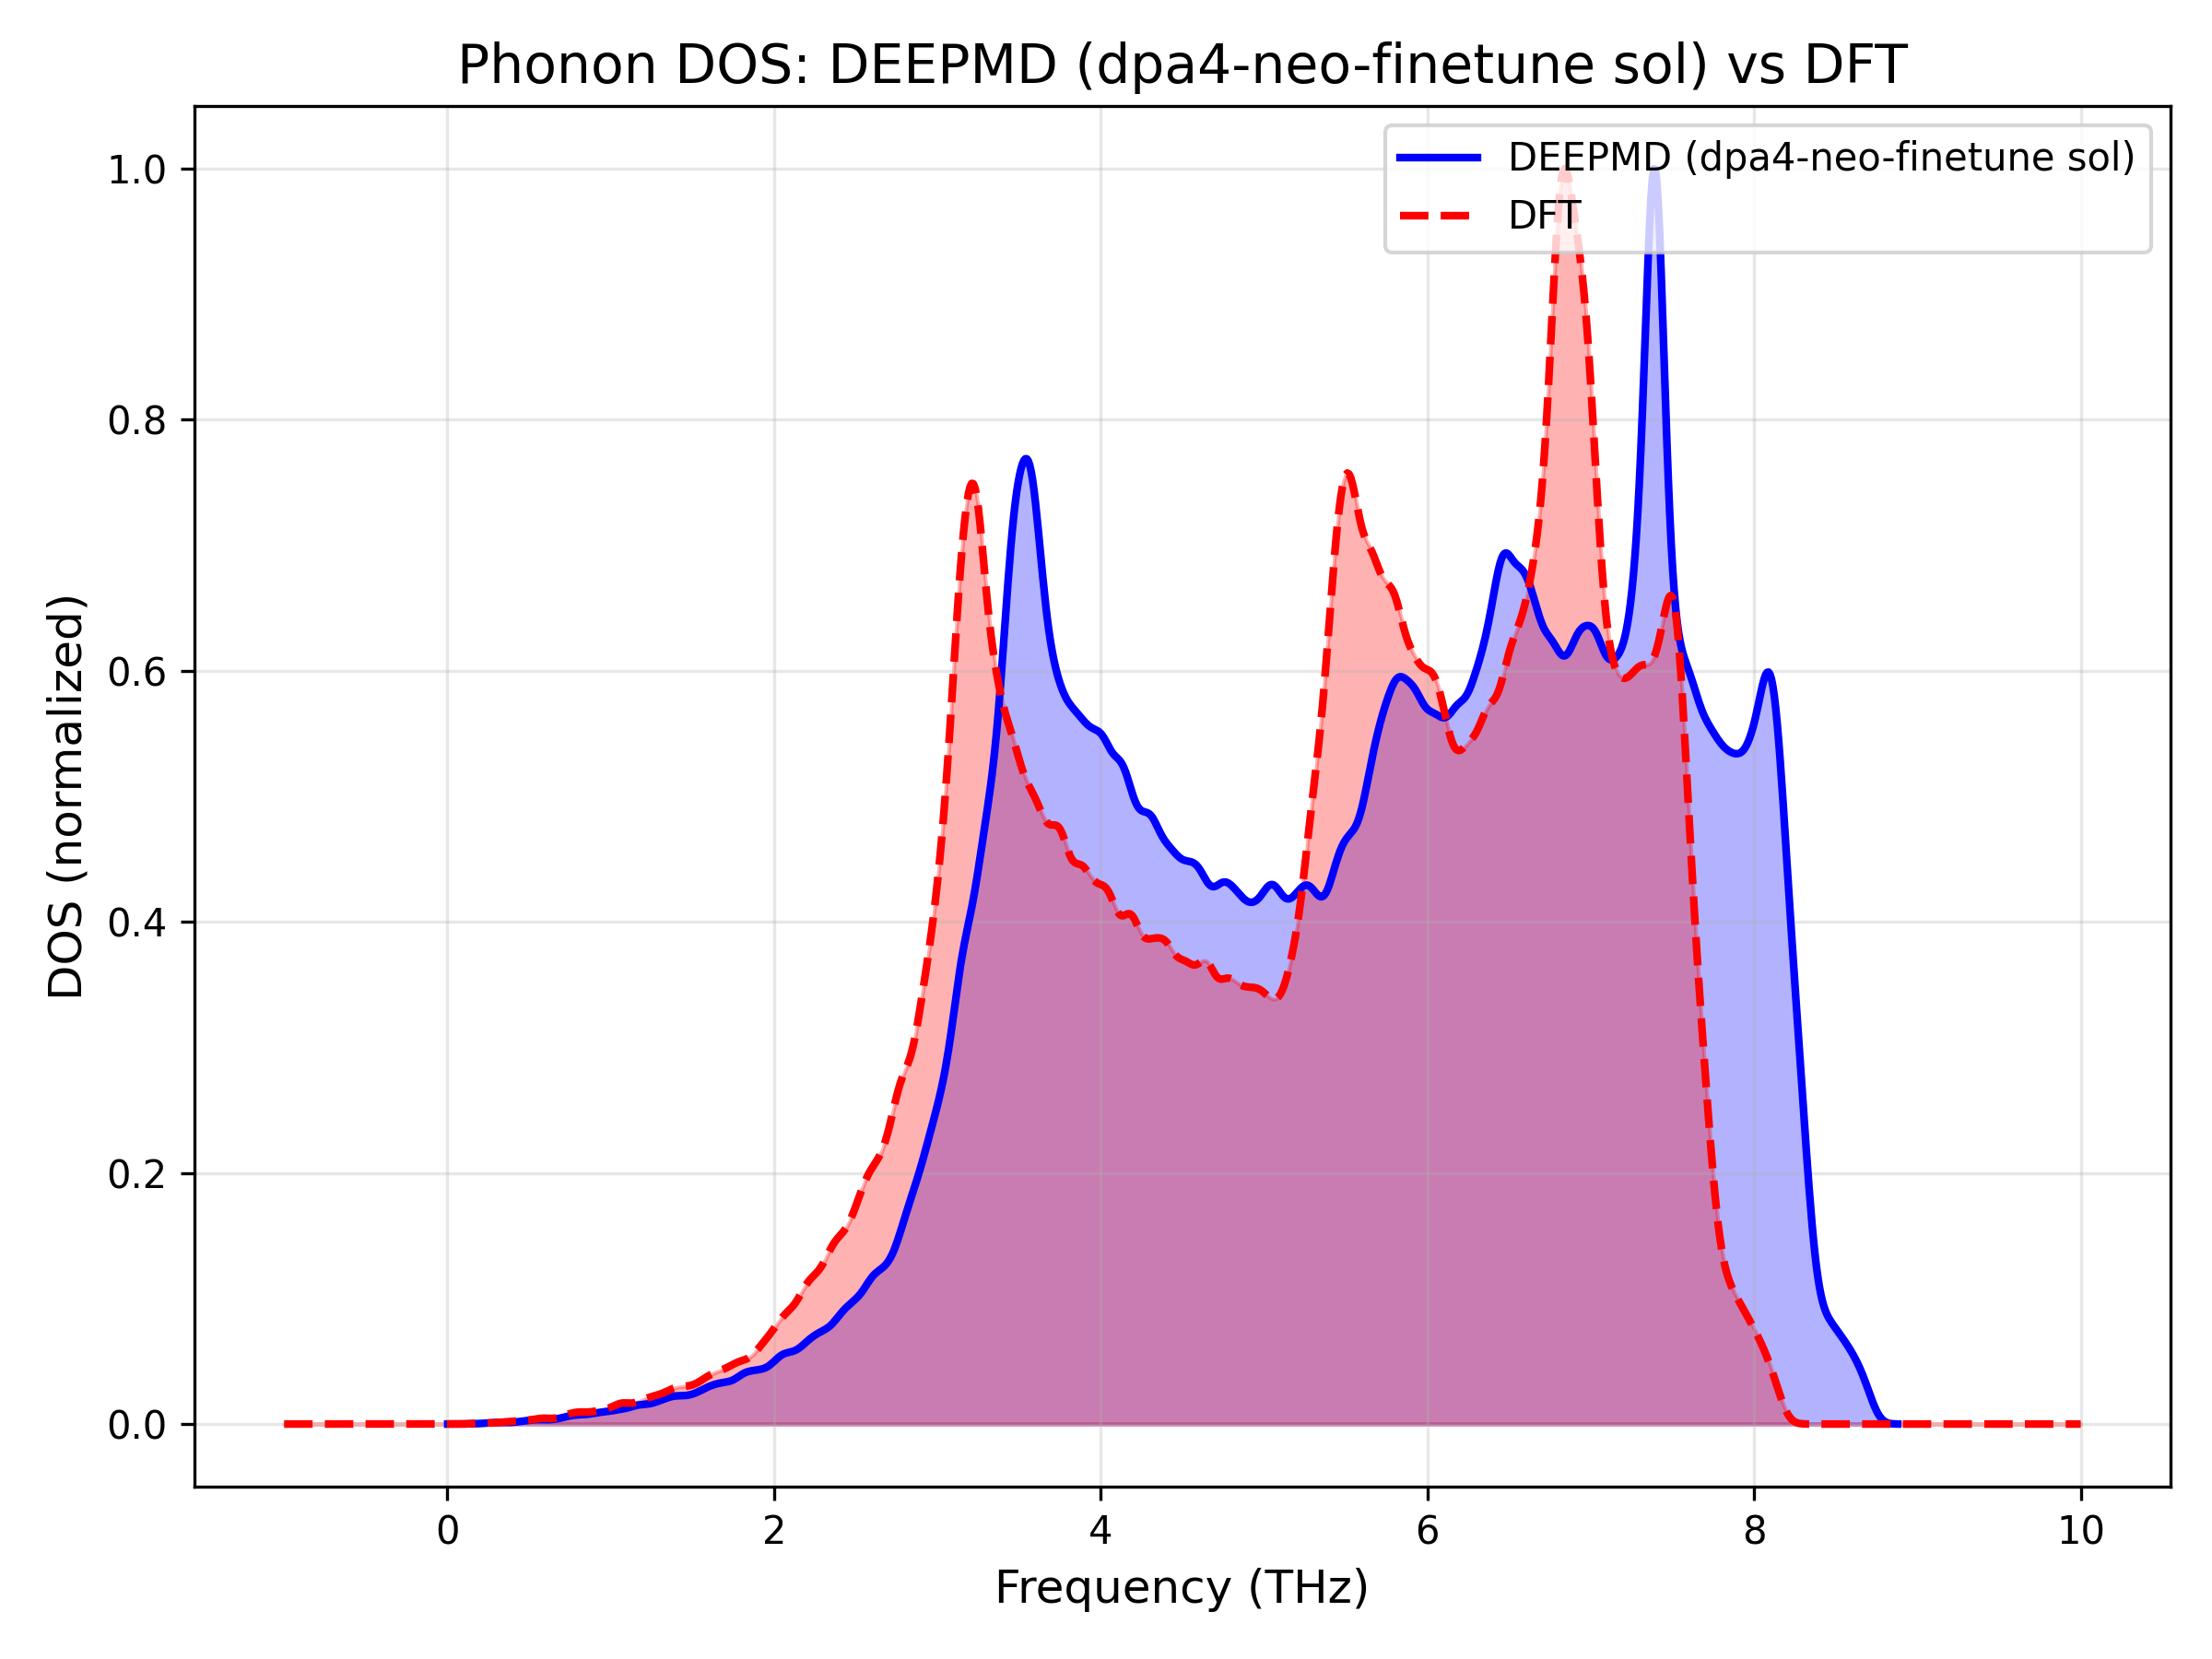 Phonon DOS: DEEPMD (dpa4-neo-finetune sol) vs DFT
DEEPMD (dpa4-neo-finetune sol)
DFT
DOS (normalized)
1.0
0.8
0.6
0.4
0.2
0.0
0 2 4 6 8 10
Frequency (THz)